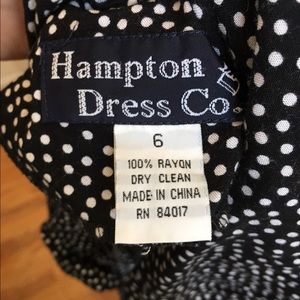 Hampton
Dress Co.
6
100% RAYON
DRY CLEAN
MADE IN CHINA
RN 84017